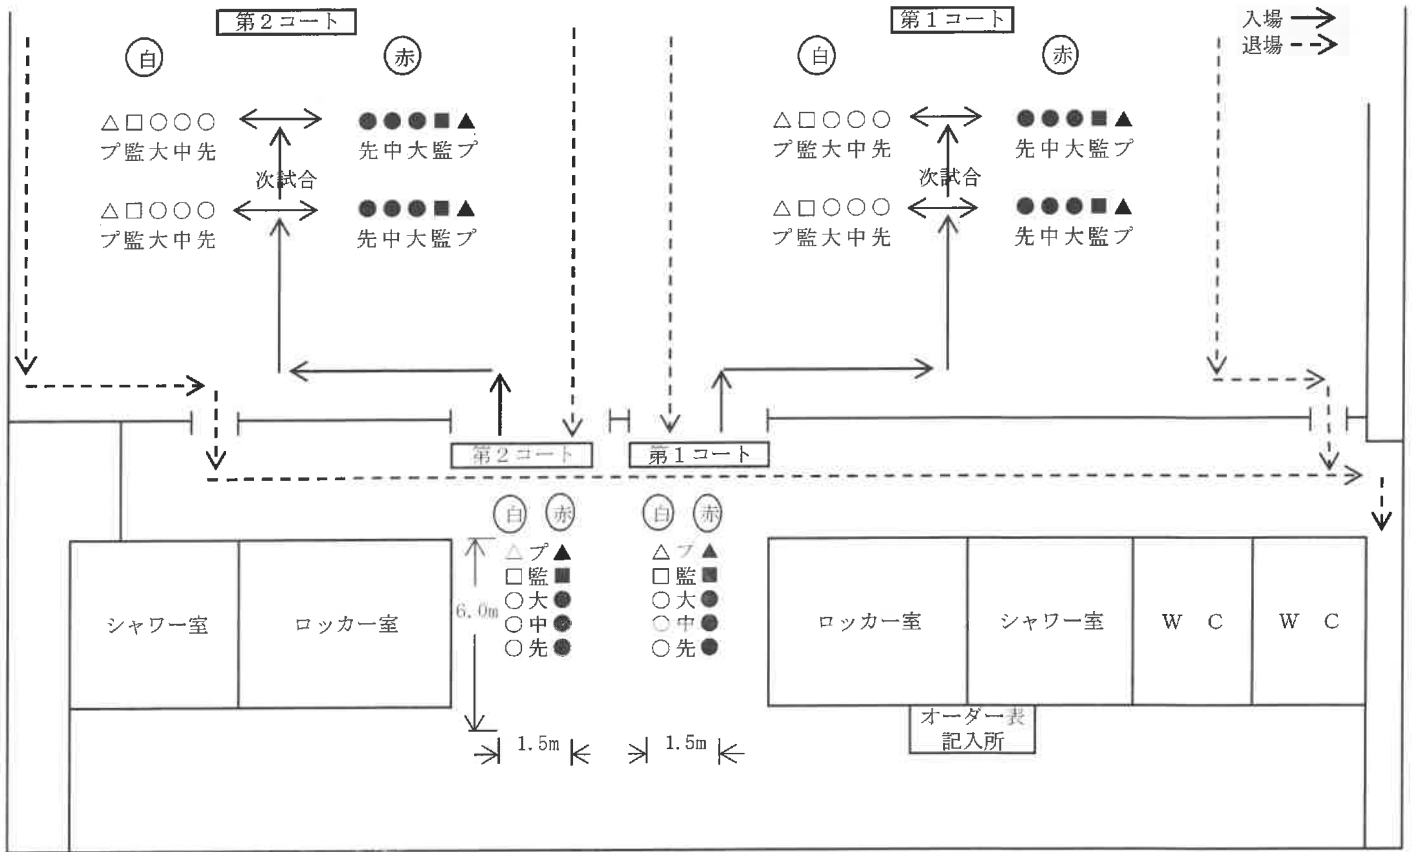 第2コート 第1コート 入場
退場
白 赤 白 赤
△□○○○ ●●●■▲ △□○○○ ●●●■▲
プ監大中先 先中大監プ プ監大中先 先中大監プ
次試合 次試合
△□○○○ ●●●■▲ △□○○○ ●●●■▲
プ監大中先 先中大監プ プ監大中先 先中大監プ
第2コート 第1コート
白 赤 白 赤
△プ▲ △プ▲
□監■ □監■
○大● ○大●
6.0m
○中● ○中●
○先● ○先●
シャワー室 ロッカー室 ロッカー室 シャワー室 WC WC
オーダー表
記入所
1.5m 1.5m